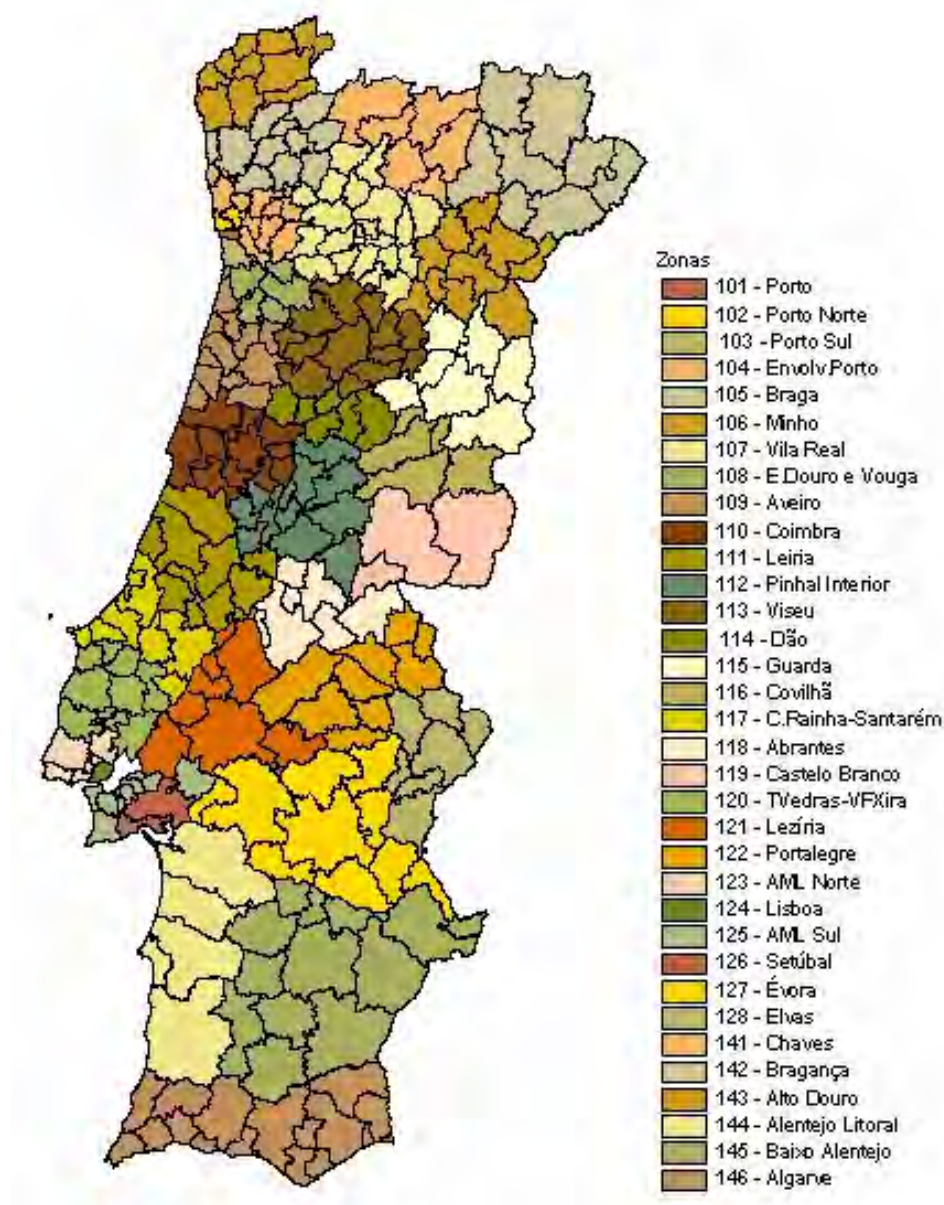 Zonas
101 - Porto
102 - Porto Norte
103 - Porto Sul
104 - Envolv.Porto
105 - Braga
106 - Minho
107 - Vila Real
108 - E.Douro e Vouga
109 - Aveiro
110 - Coimbra
111 - Leiria
112 - Pinhal Interior
113 - Viseu
114 - Dão
115 - Guarda
116 - Covilhã
117 - C.Rainha-Santarém
118 - Abrantes
119 - Castelo Branco
120 - TVedras-VFXira
121 - Lezíria
122 - Portalegre
123 - AML Norte
124 - Lisboa
125 - AML Sul
126 - Setúbal
127 - Évora
128 - Elvas
141 - Chaves
142 - Bragança
143 - Alto Douro
144 - Alentejo Litoral
145 - Baixo Alentejo
146 - Algarve